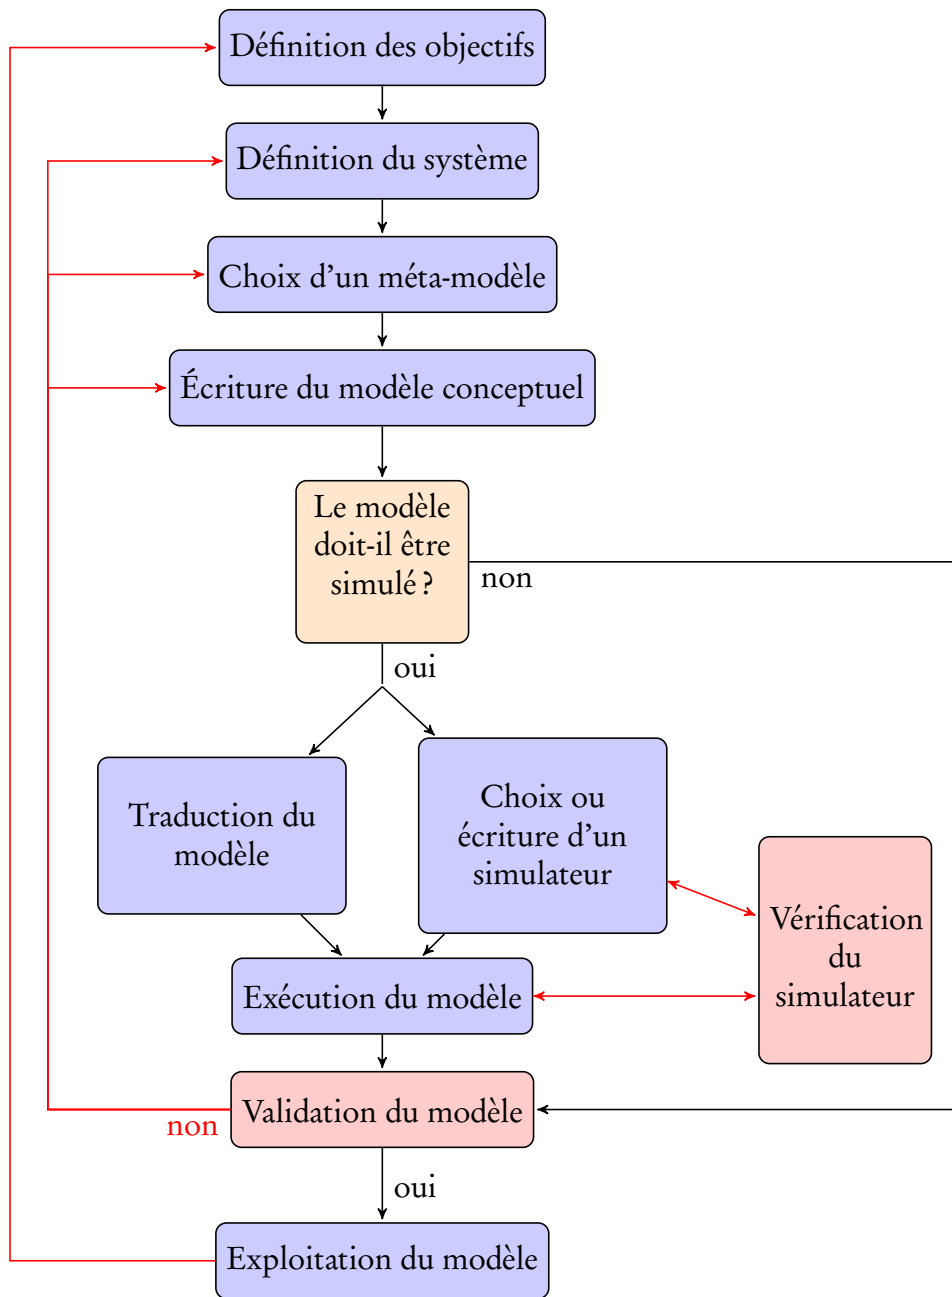 Définition des objectifs
Définition du système
Choix d'un méta-modèle
Écriture du modèle conceptuel
Le modèle
doit-il être
simulé ?
non
oui
Traduction du
modèle
Choix ou
écriture d'un
simulateur
Vérification
du
simulateur
Exécution du modèle
Validation du modèle
non
oui
Exploitation du modèle